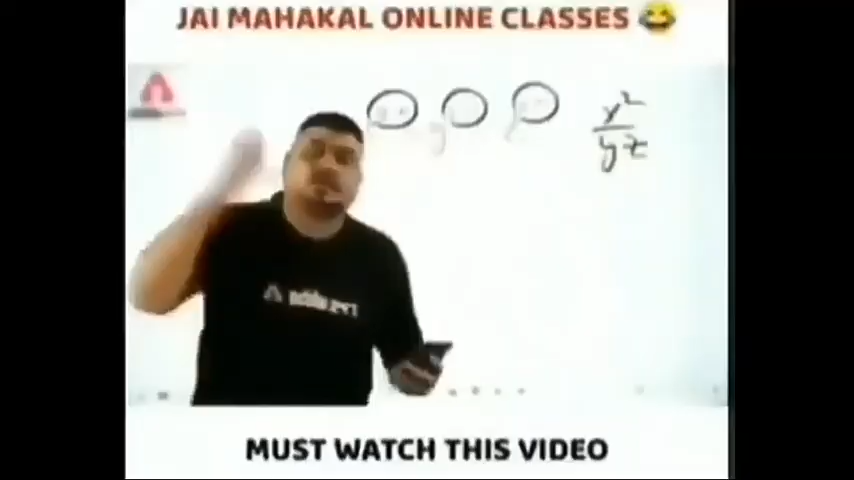 JAI MAHAKAL ONLINE CLASSES 😂
x²
yz
MUST WATCH THIS VIDEO